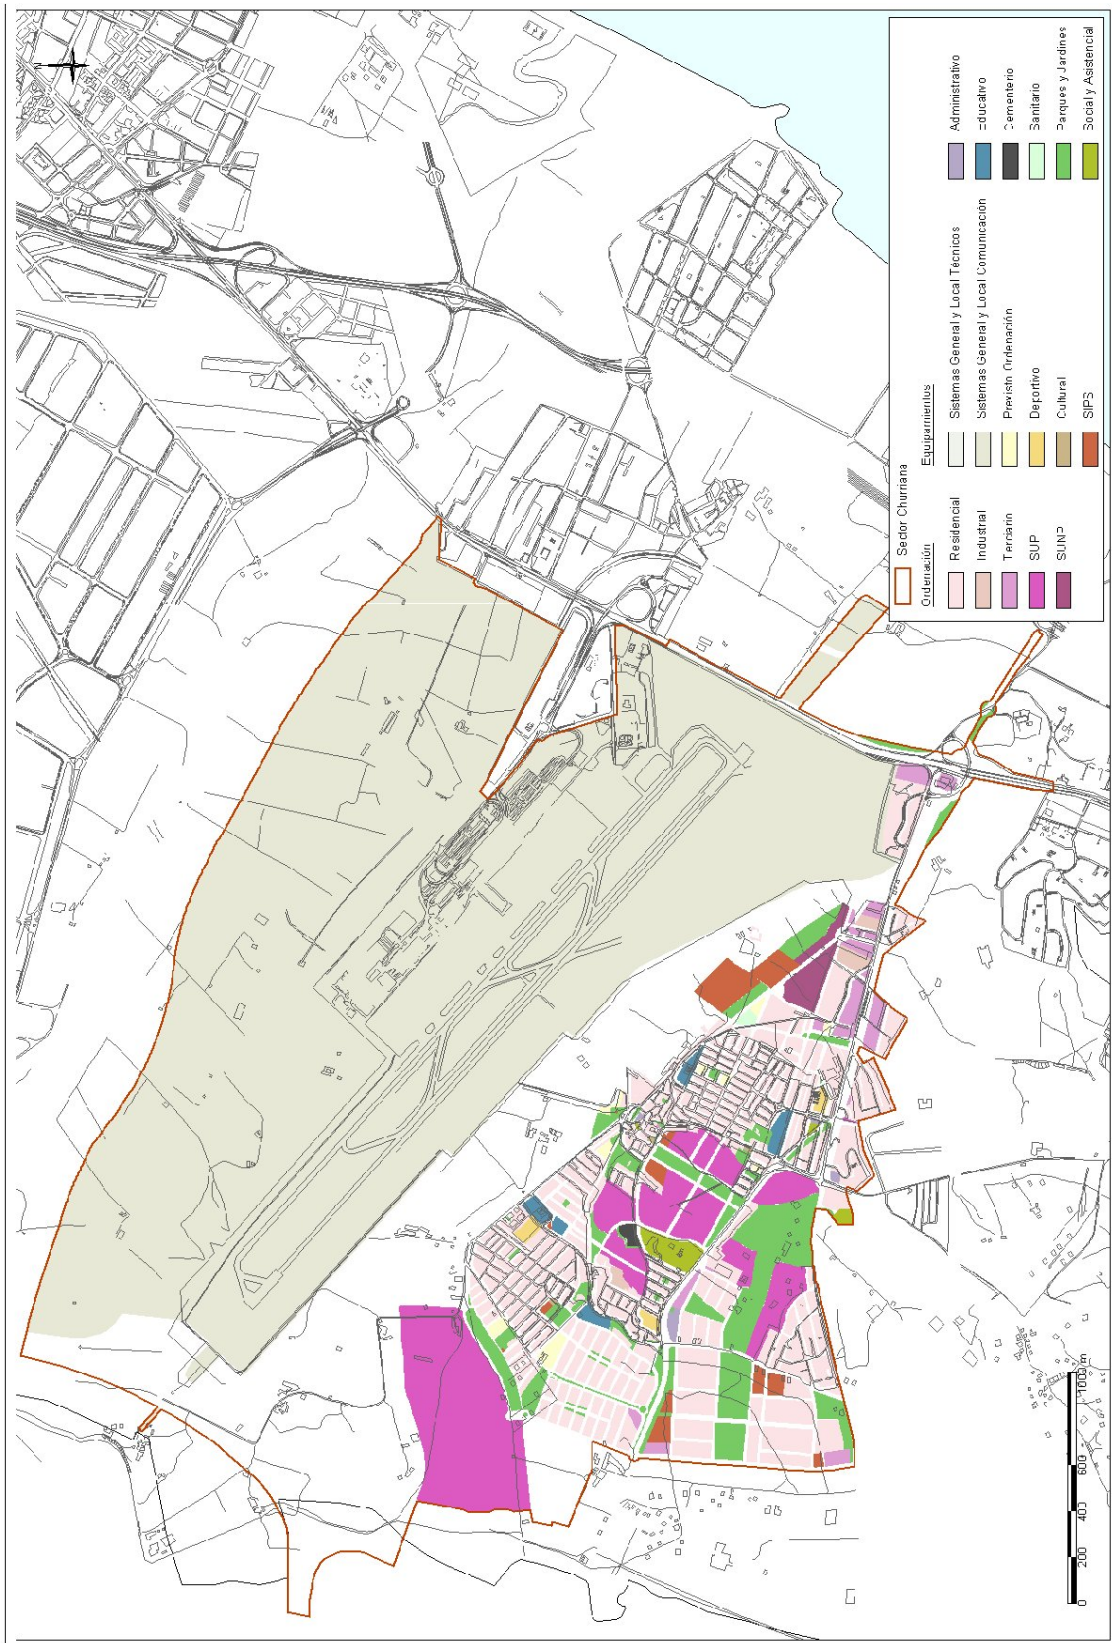 Sector Churriana
Ordenación
Residencial
Industrial
Terciario
SUP
SUNP
Equipamientos
Sistemas General y Local Técnicos
Sistemas General y Local Comunicación
Previsto Ordenación
Deportivo
Cultural
SIPS
Administrativo
Educativo
Cementerio
Sanitario
Parques y Jardines
Social y Asistencial
0 200 400 600 1000 m